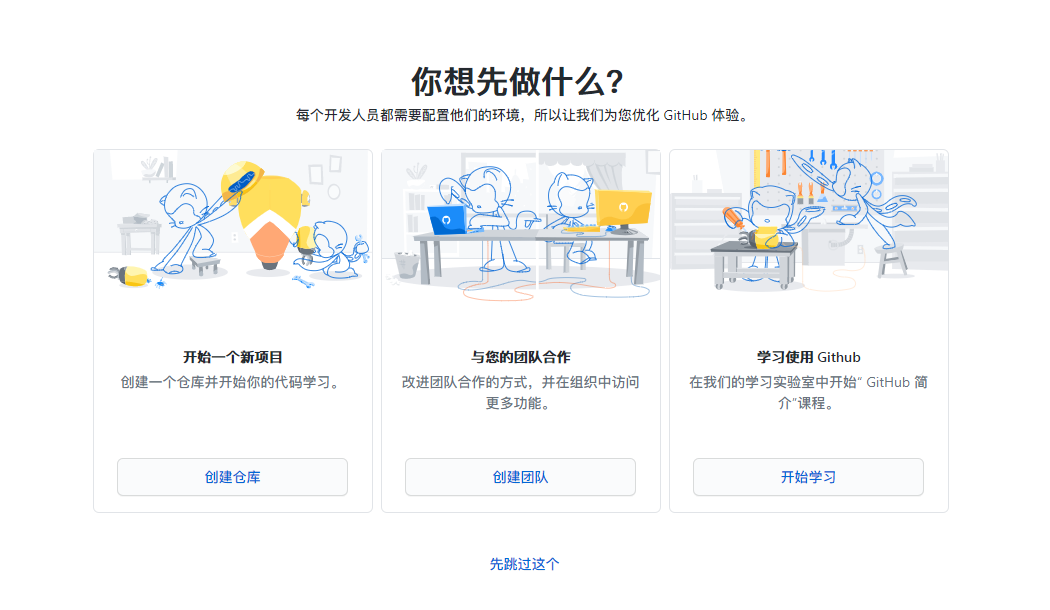 你想先做什么?
每个开发人员都需要配置他们的环境，所以让我们为您优化 GitHub 体验。
开始一个新项目
创建一个仓库并开始你的代码学习。
创建仓库
与您的团队合作
改进团队合作的方式，并在组织中访问
更多功能。
创建团队
学习使用 Github
在我们的学习实验室中开始“ GitHub 简
介”课程。
开始学习
先跳过这个